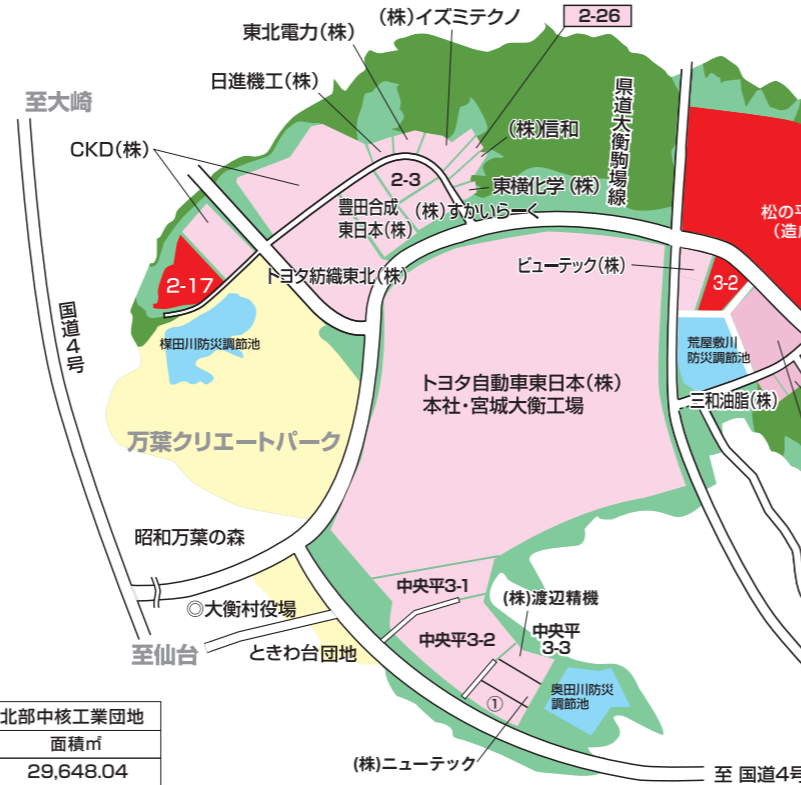 (株)イズミテクノ
2-26
東北電力(株)
日進機工(株)
至大崎
県道大衡駒場線
(株)信和
CKD(株)
2-3
東横化学(株)
豊田合成
東日本(株)
(株)すかいらーく
松の平
(造成
ビューテック(株)
トヨタ紡織東北(株)
2-17
3-2
国道4号
楳田川防災調節池
荒屋敷川
防災調節池
トヨタ自動車東日本(株)
本社・宮城大衡工場
三和油脂(株)
万葉クリエートパーク
昭和万葉の森
中央平3-1
(株)渡辺精機
◎大衡村役場
中央平3-2
中央平
3-3
至仙台
ときわ台団地
奥田川防災
調節池
①
北部中核工業団地
面積㎡
(株)ニューテック
29,648.04
至 国道4号